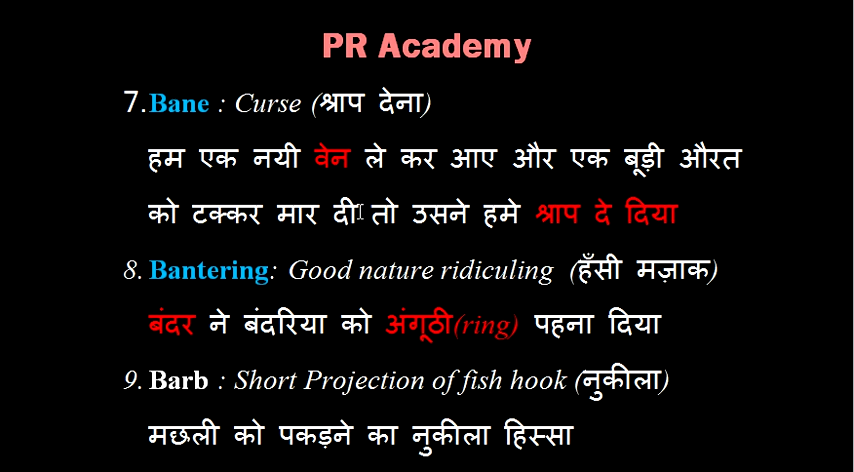 PR Academy
7.Bane : Curse (श्राप देना)
हम एक नयी वेन ले कर आए और एक बूड़ी औरत
को टक्कर मार दी तो उसने हमे श्राप दे दिया
8. Bantering: Good nature ridiculing (हँसी मज़ाक)
बंदर ने बंदरिया को अंगूठी(ring) पहना दिया
9. Barb : Short Projection of fish hook (नुकीला)
मछली को पकड़ने का नुकीला हिस्सा